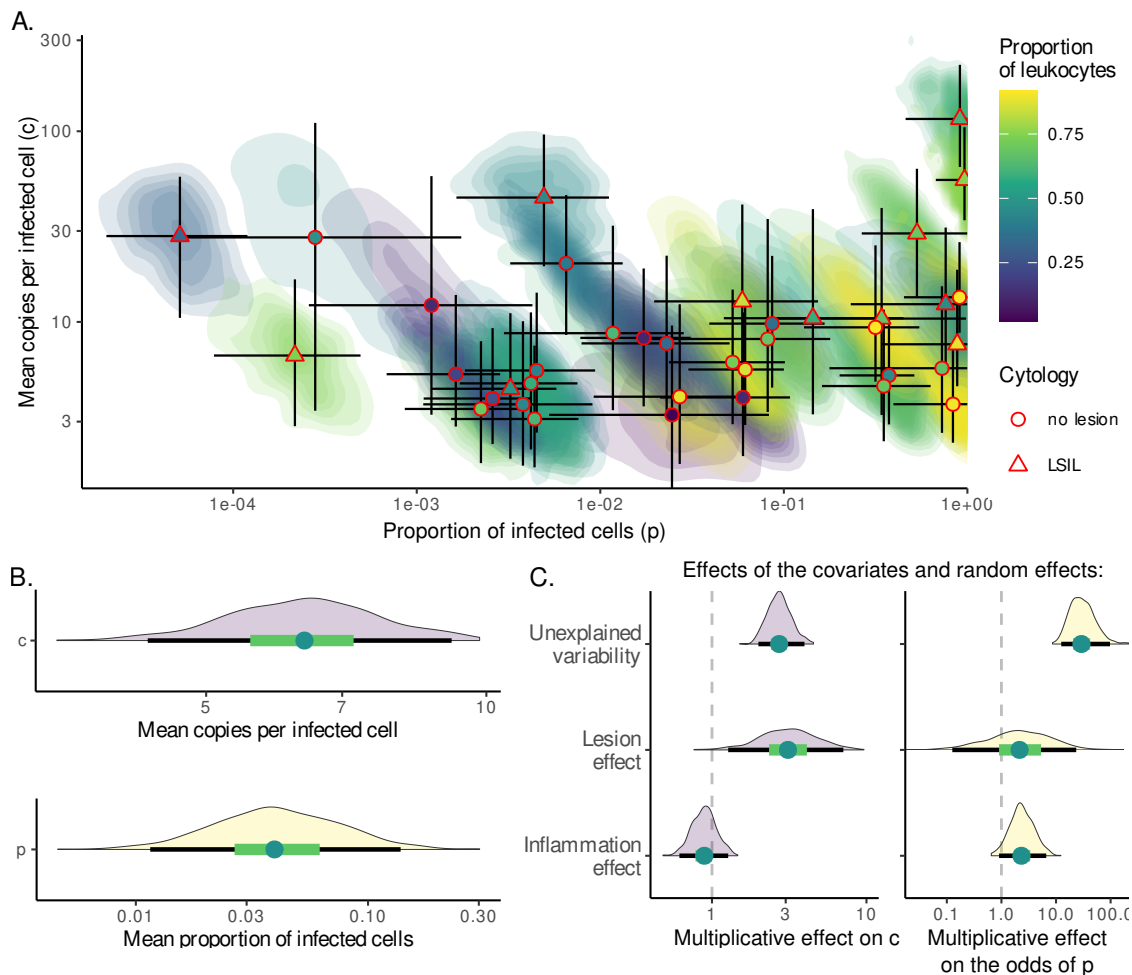 A.
300
100
30
10
3
Mean copies per infected cell (c)
1e-04
1e-03
1e-02
1e-01
1e+00
Proportion of infected cells (p)
Proportion
of leukocytes
0.75
0.50
0.25
Cytology
no lesion
LSIL
B.
c
5
7
10
Mean copies per infected cell
p
0.01
0.03
0.10
0.30
Mean proportion of infected cells
C.
Effects of the covariates and random effects:
Unexplained
variability
Lesion
effect
Inflammation
effect
1
3
10
Multiplicative effect on c
0.1
1.0
10.0
100.0
Multiplicative effect
on the odds of p